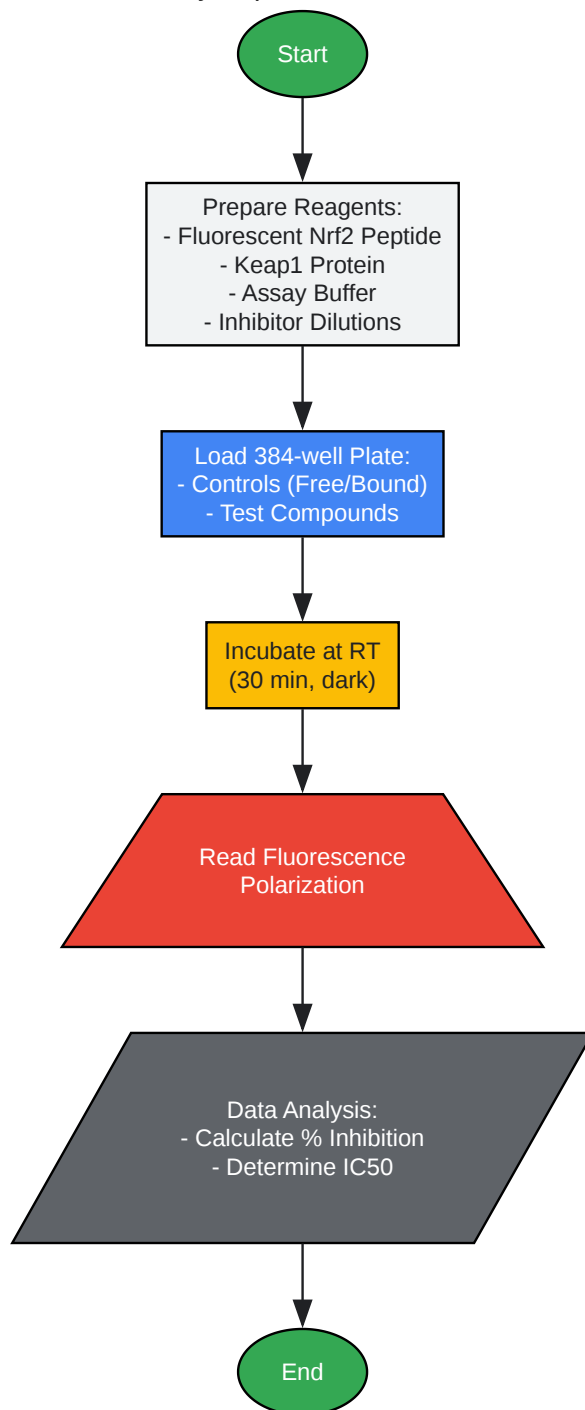 Start
Prepare Reagents:
- Fluorescent Nrf2 Peptide
- Keap1 Protein
- Assay Buffer
- Inhibitor Dilutions
Load 384-well Plate:
- Controls (Free/Bound)
- Test Compounds
Incubate at RT
(30 min, dark)
Read Fluorescence
Polarization
Data Analysis:
- Calculate % Inhibition
- Determine IC50
End